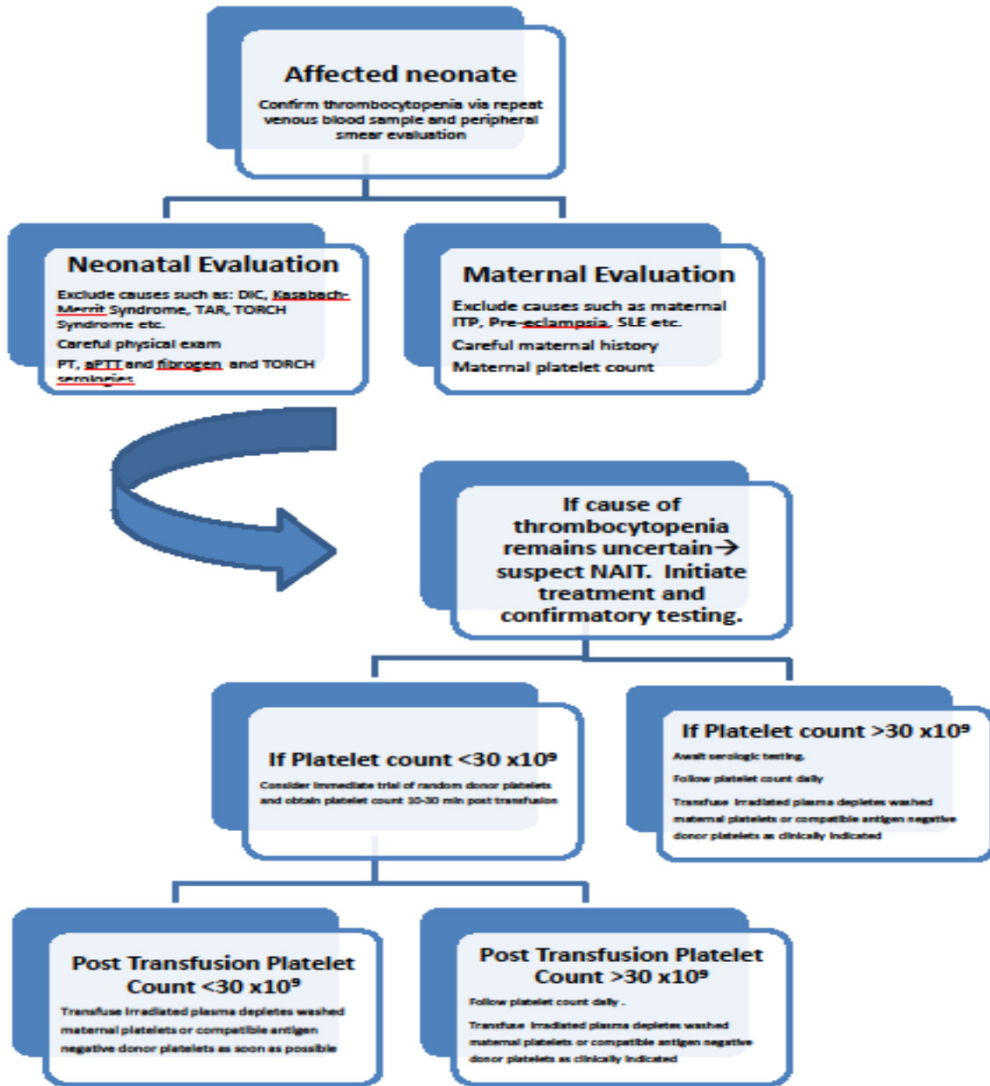 Affected neonate
Confirm thrombocytopenia via repeat
venous blood sample and peripheral
smear evaluation
Neonatal Evaluation
Exclude causes such as: DIC, Kasabach-
Merrit Syndrome, TAR, TORCH
Syndrome etc.
Careful physical exam
PT, aPTT and fibrogen and TORCH
serologies
Maternal Evaluation
Exclude causes such as maternal
ITP, Pre-eclampsia, SLE etc.
Careful maternal history
Maternal platelet count
If cause of
thrombocytopenia
remains uncertain→
suspect NAIT. Initiate
treatment and
confirmatory testing.
If Platelet count <30 x10⁹
Consider immediate trial of random donor platelets
and obtain platelet count 10-30 min post transfusion
If Platelet count >30 x10⁹
Await serologic testing.
Follow platelet count daily
Transfuse irradiated plasma depletes washed
maternal platelets or compatible antigen negative
donor platelets as clinically indicated
Post Transfusion Platelet
Count <30 x10⁹
Transfuse irradiated plasma depletes washed
maternal platelets or compatible antigen
negative donor platelets as soon as possible
Post Transfusion Platelet
Count >30 x10⁹
Follow platelet count daily .
Transfuse irradiated plasma depletes washed
maternal platelets or compatible antigen negative
donor platelets as clinically indicated